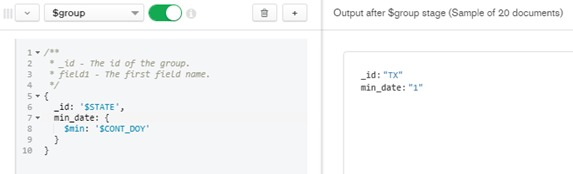 $group
Output after $group stage (Sample of 20 documents)
1 /**
2 * _id - The id of the group.
3 * field1 - The first field name.
4 */
5 {
6 _id: '$STATE',
7 min_date: {
8 $min: '$CONT_DOY'
9 }
10 }
_id: "TX"
min_date: "1"